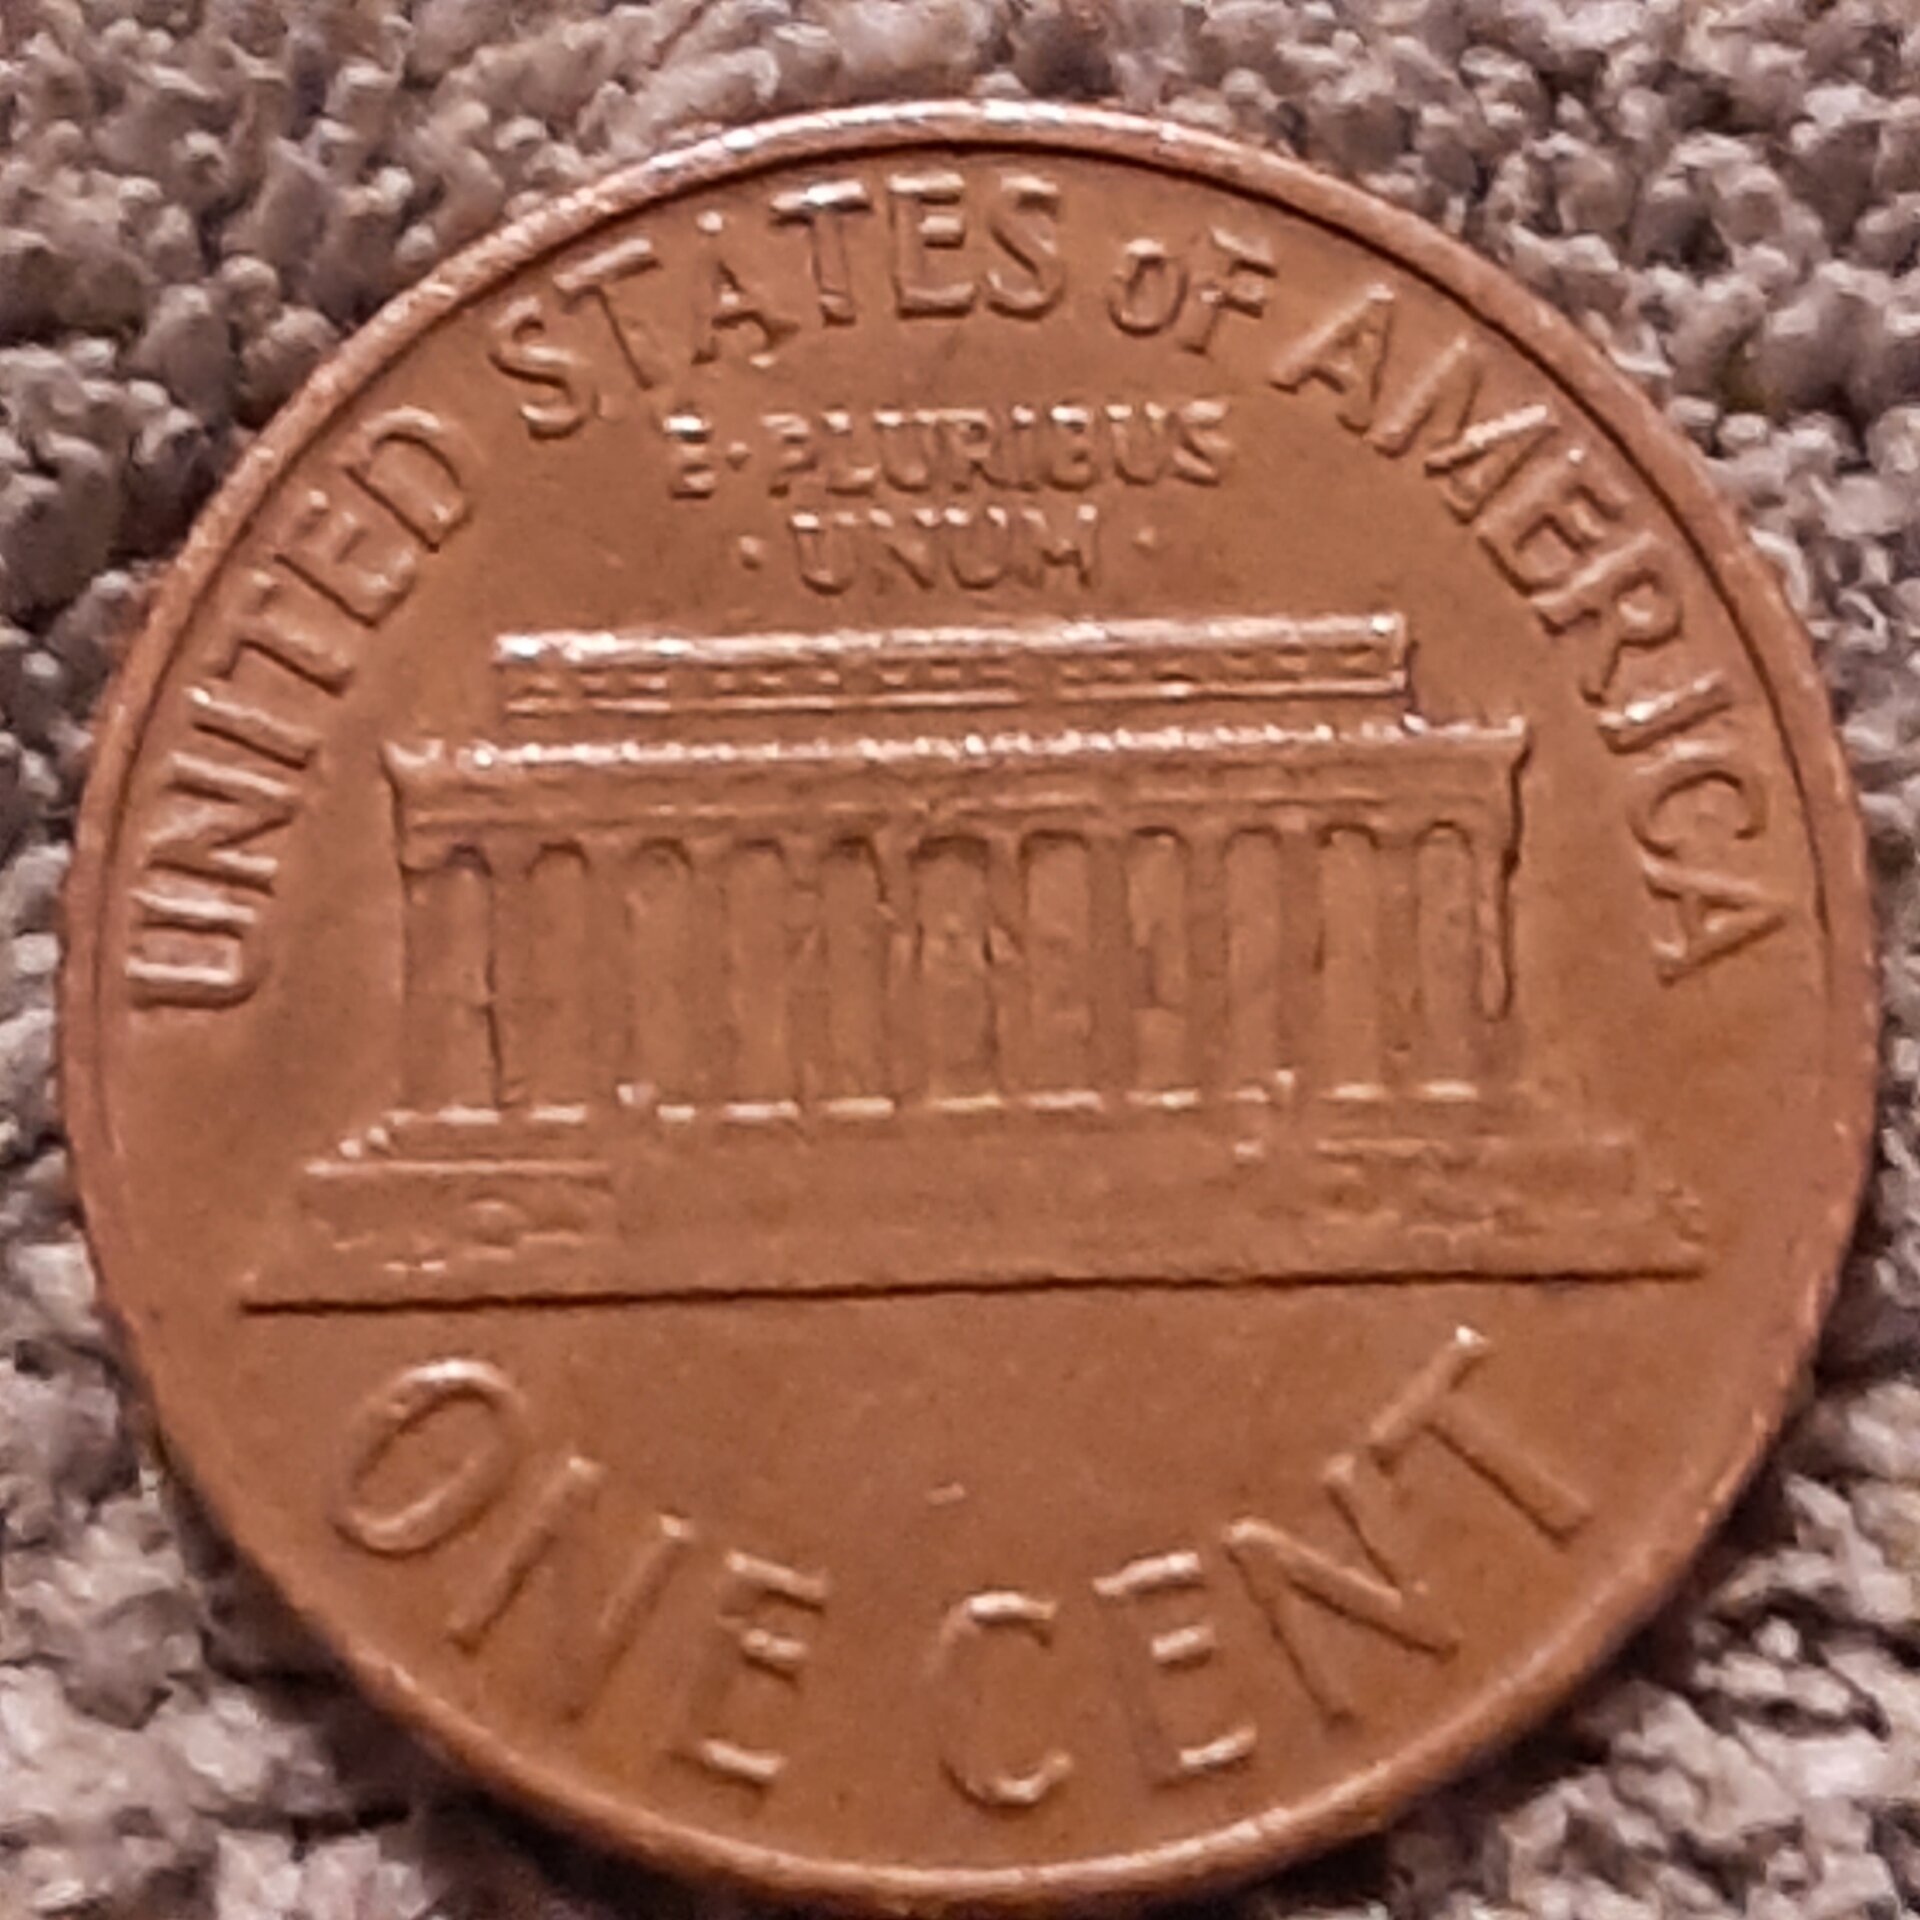 UNITED STATES OF AMERICA
E·PLURIBUS
·UNUM·
ONE CENT